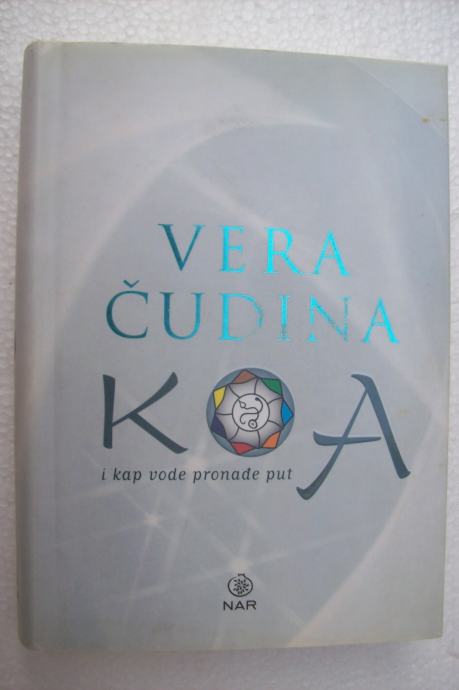 VERA
ČUDINA
KOA
i kap vode pronađe put
NAR